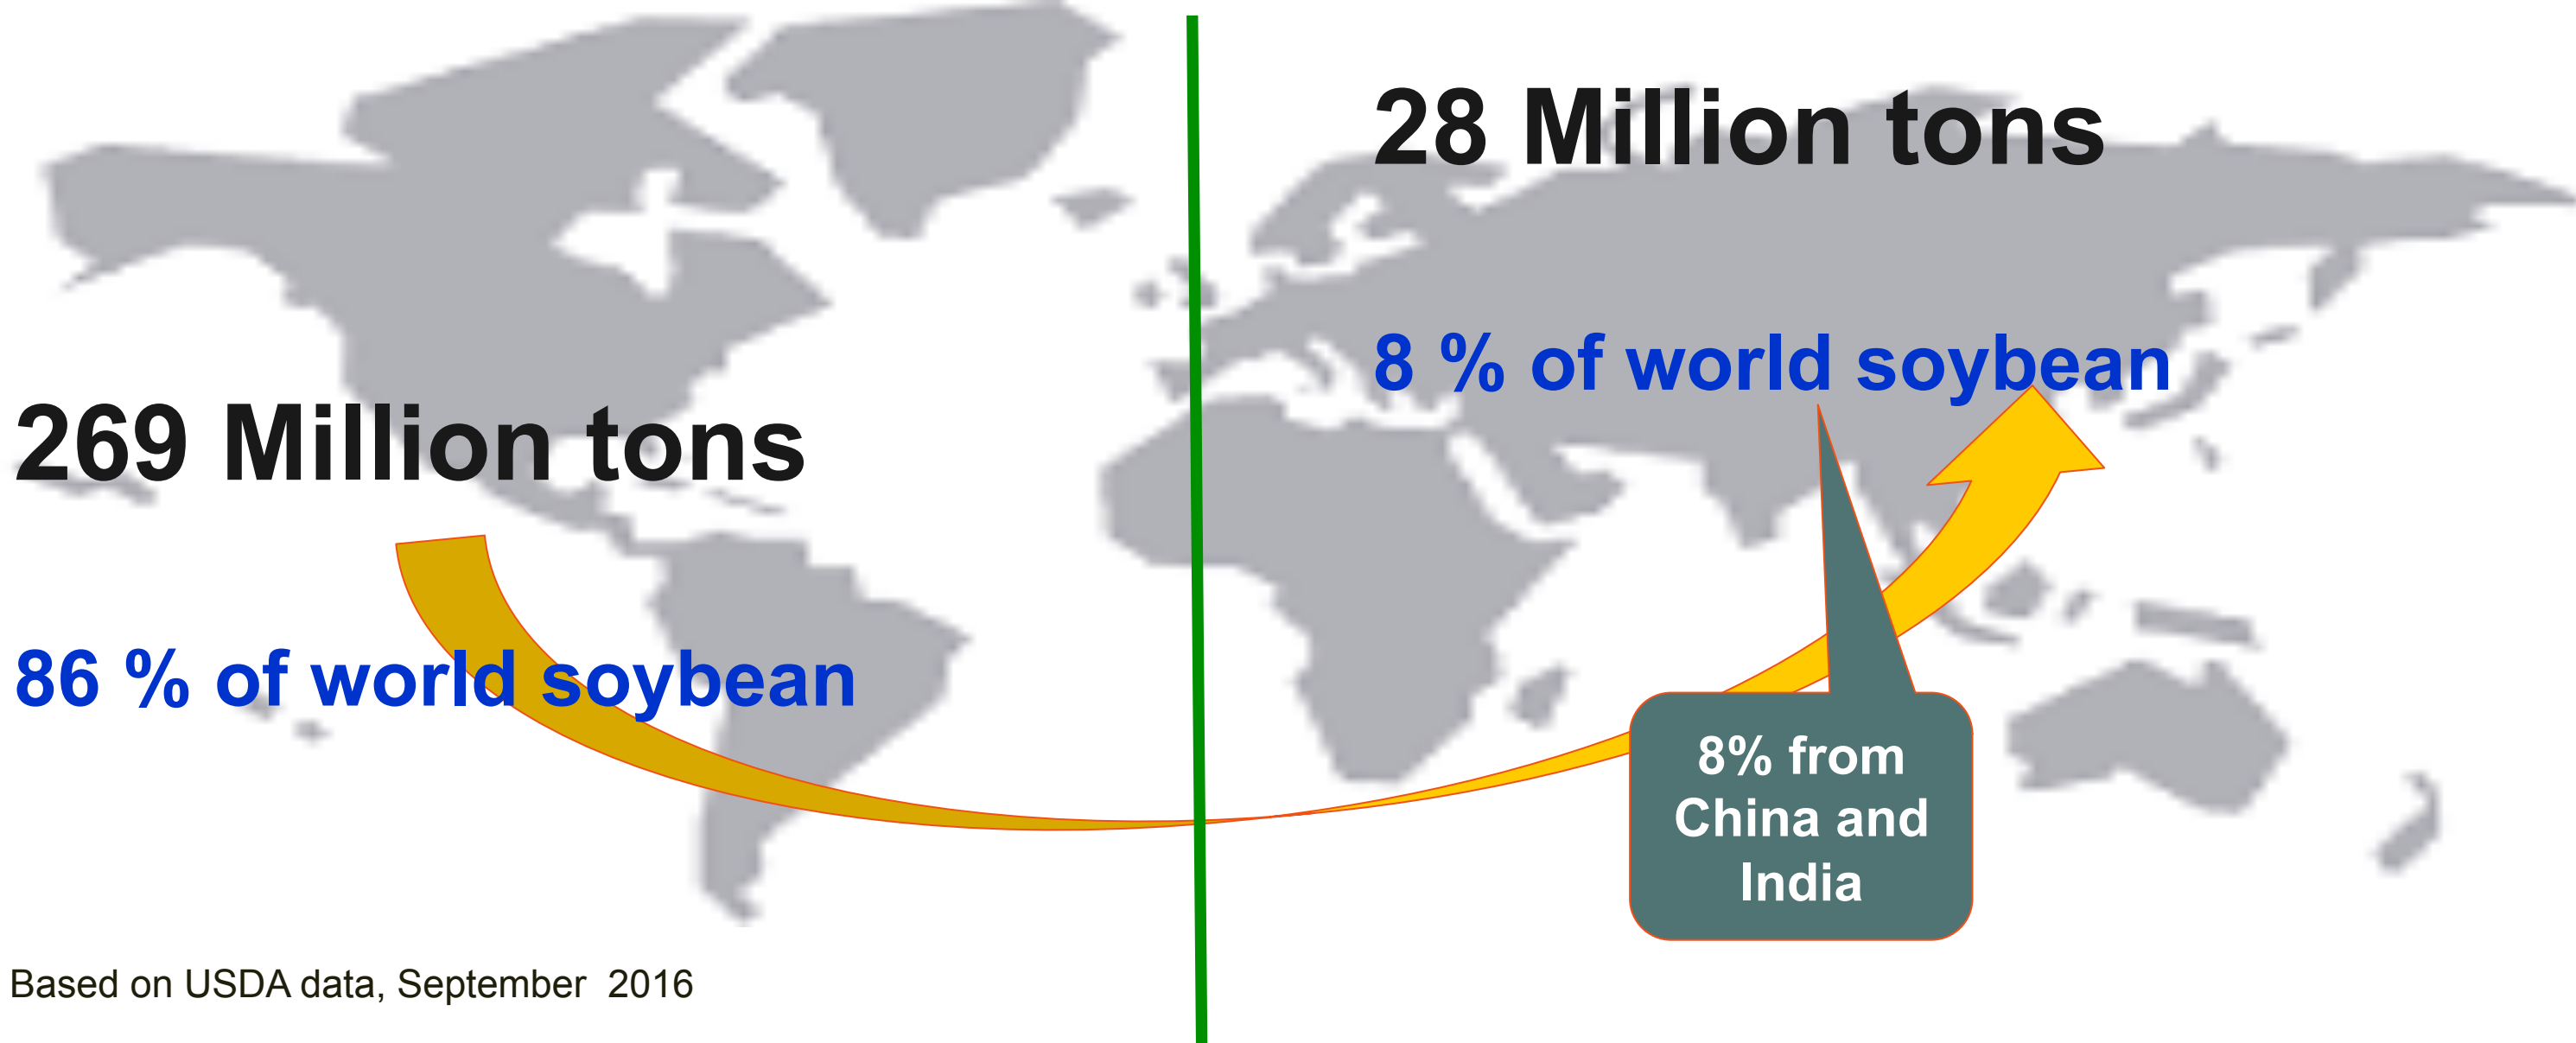 28 Million tons
8 % of world soybean
269 Million tons
86 % of world soybean
8% from
China and
India
Based on USDA data, September  2016